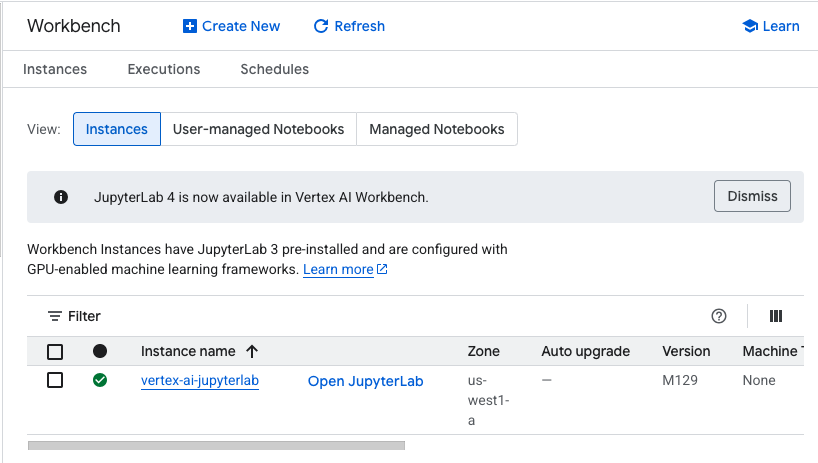 Workbench Create New Refresh Learn
Instances Executions Schedules
View: Instances User-managed Notebooks Managed Notebooks
JupyterLab 4 is now available in Vertex AI Workbench. Dismiss
Workbench Instances have JupyterLab 3 pre-installed and are configured with
GPU-enabled machine learning frameworks. Learn more
Filter
Instance name Zone Auto upgrade Version Machine
vertex-ai-jupyterlab Open JupyterLab us- — M129 None
west1-
a